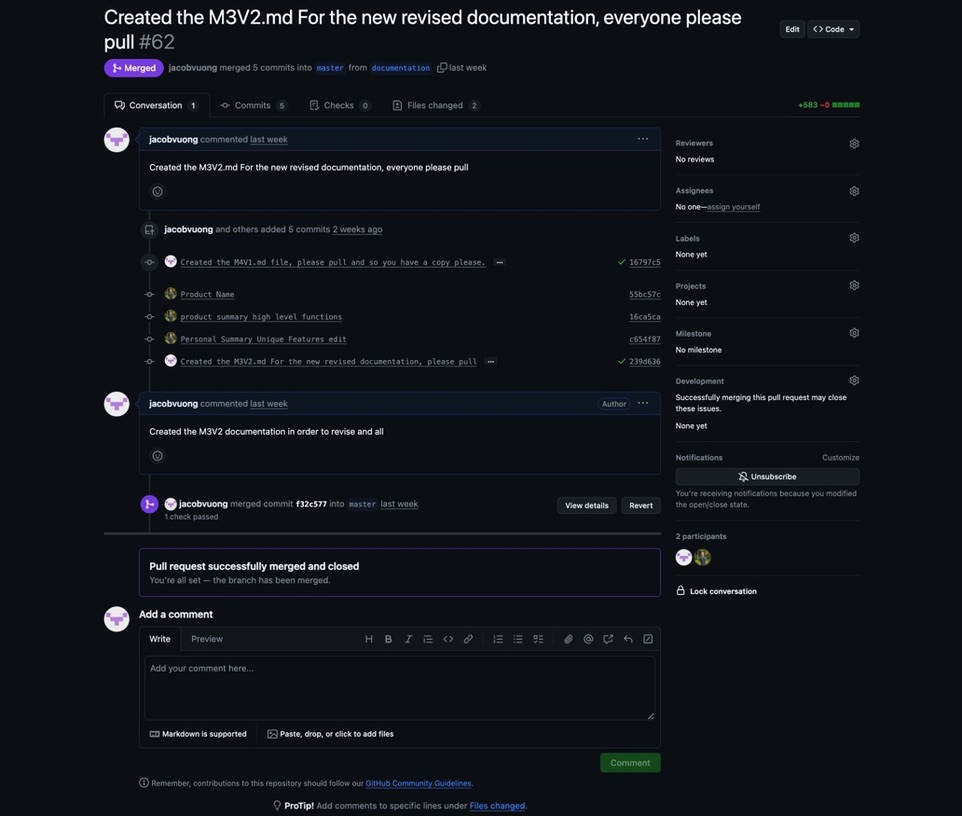 Created the M3V2.md For the new revised documentation, everyone please
pull #62
Edit
Code
Merged jacobvuong merged 5 commits into master from documentation last week
Conversation 1 Commits 5 Checks 0 Files changed 2 +583 −0
jacobvuong commented last week
Created the M3V2.md For the new revised documentation, everyone please pull
jacobvuong and others added 5 commits 2 weeks ago
Created the M4V1.md file, please pull and so you have a copy please. 16797c5
Product Name 55bc57c
product summary high level functions 16ca5ca
Personal Summary Unique Features edit c654f87
Created the M3V2.md For the new revised documentation, please pull 239d636
jacobvuong commented last week Author
Created the M3V2 documentation in order to revise and all
jacobvuong merged commit f32c577 into master last week
1 check passed
View details
Revert
Pull request successfully merged and closed
You're all set — the branch has been merged.
Add a comment
Write Preview
Add your comment here...
Markdown is supported
Paste, drop, or click to add files
Comment
Remember, contributions to this repository should follow our GitHub Community Guidelines.
ProTip! Add comments to specific lines under Files changed.
Reviewers
No reviews
Assignees
No one—assign yourself
Labels
None yet
Projects
None yet
Milestone
No milestone
Development
Successfully merging this pull request may close
these issues.
None yet
Notifications Customize
Unsubscribe
You're receiving notifications because you modified
the open/close state.
2 participants
Lock conversation